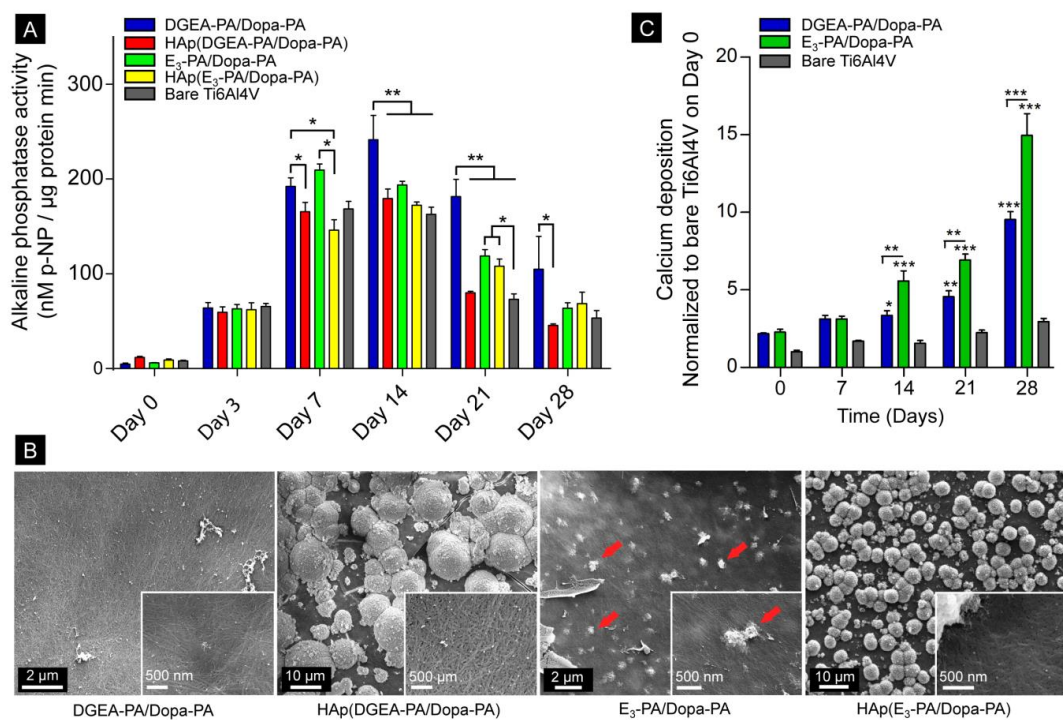 A
DGEA-PA/Dopa-PA
HAp(DGEA-PA/Dopa-PA)
E₃-PA/Dopa-PA
HAp(E₃-PA/Dopa-PA)
Bare Ti6Al4V
Alkaline phosphatase activity
(nM p-NP / µg protein min)
300
200
100
0
* * *
**
** *
*
Day 0 Day 3 Day 7 Day 14 Day 21 Day 28
C
DGEA-PA/Dopa-PA
E₃-PA/Dopa-PA
Bare Ti6Al4V
Calcium deposition
Normalized to bare Ti6Al4V on Day 0
20
15
10
5
0
* ** ***
** ** ***
*** *** ***
0 7 14 21 28
Time (Days)
B
2 µm 500 nm
10 µm 500 µm
2 µm 500 nm
10 µm 500 nm
DGEA-PA/Dopa-PA
HAp(DGEA-PA/Dopa-PA)
E₃-PA/Dopa-PA
HAp(E₃-PA/Dopa-PA)